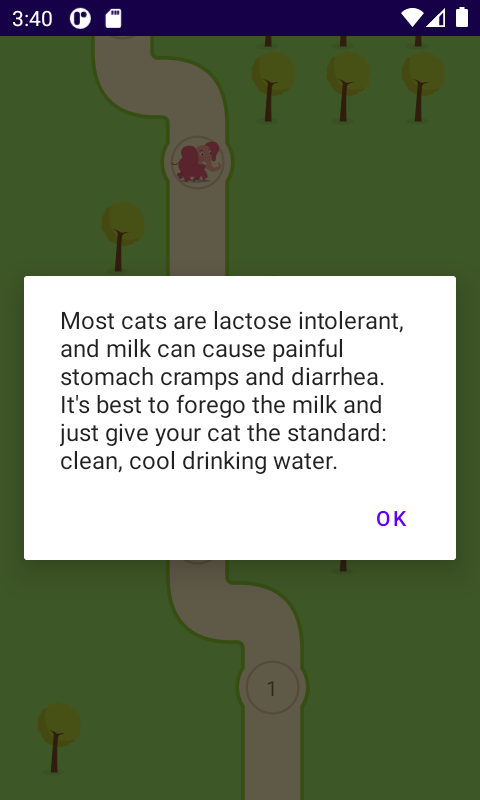 3:40
Most cats are lactose intolerant,
and milk can cause painful
stomach cramps and diarrhea.
It's best to forego the milk and
just give your cat the standard:
clean, cool drinking water.
OK
1